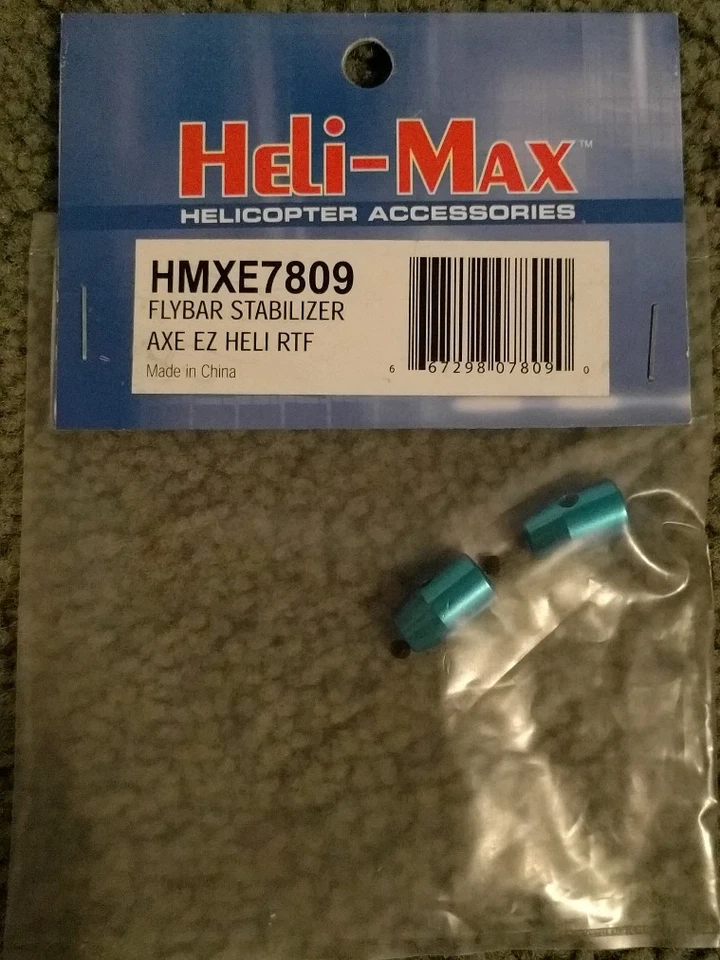 Heli-Max™
HELICOPTER ACCESSORIES
HMXE7809
FLYBAR STABILIZER
AXE EZ HELI RTF
Made in China
6 67298 07809 0